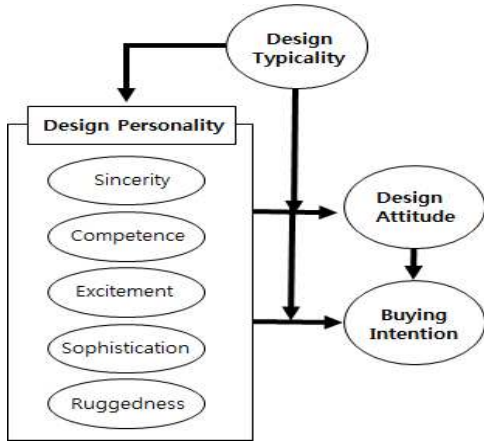 Design
Typicality
Design Personality
Sincerity
Competence
Excitement
Sophistication
Ruggedness
Design
Attitude
Buying
Intention